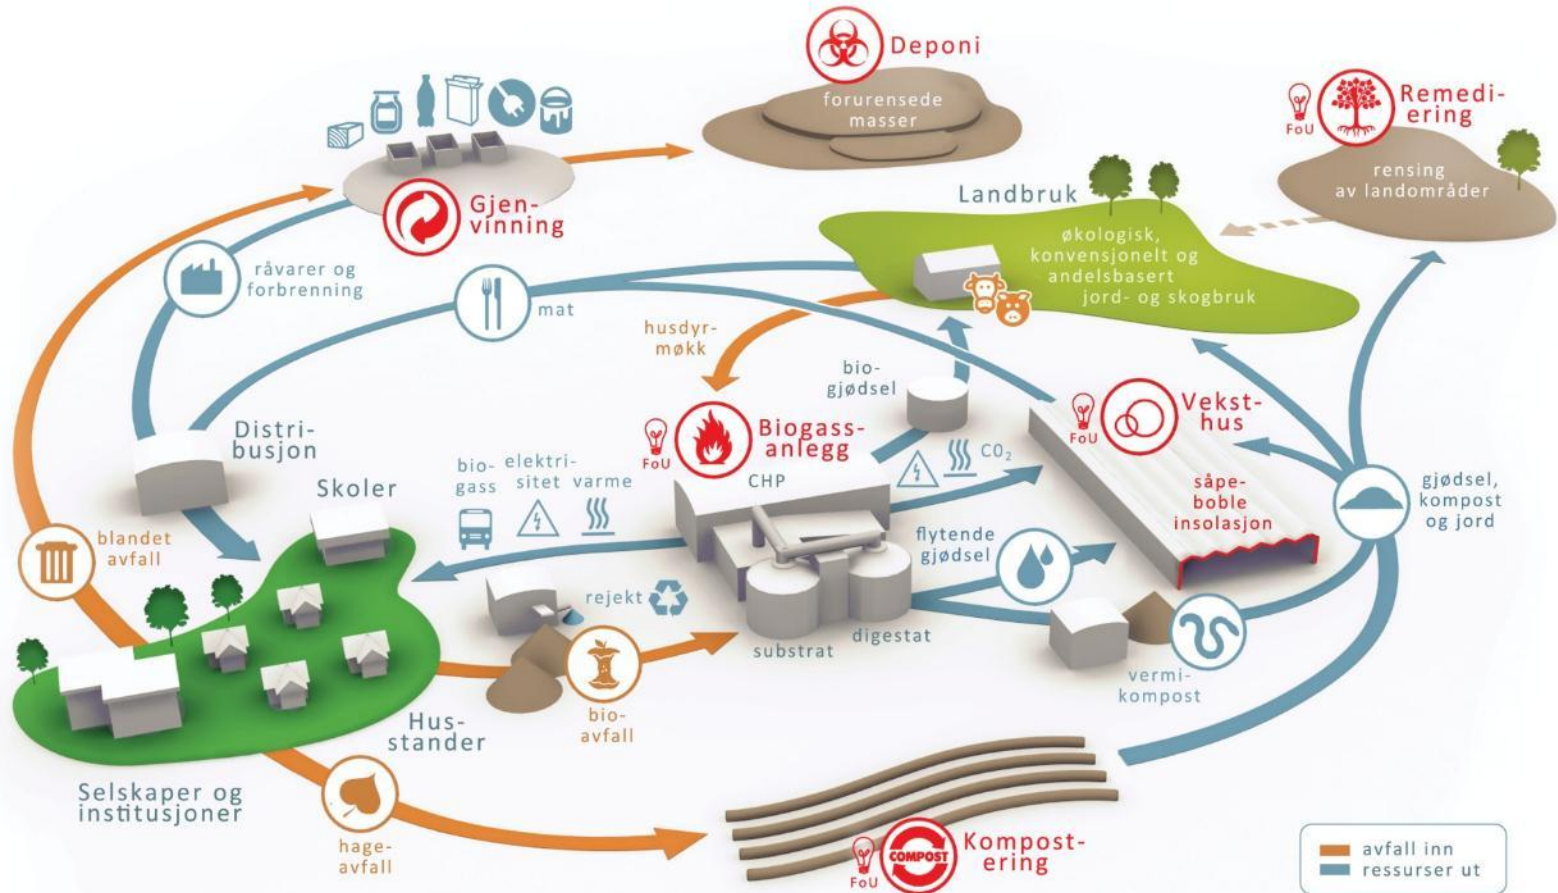 Deponi
forurensede
masser
FoU
Remedi-
ering
rensing
av landområder
Gjen-
vinning
Landbruk
økologisk,
konvensjonelt og
andelsbasert
jord- og skogbruk
råvarer og
forbrenning
mat
husdyr-
møkk
bio-
gjødsel
FoU
Biogass-
anlegg
CHP
CO₂
FoU
Vekst-
hus
såpe-
boble
insolasjon
gjødsel,
kompost
og jord
Distri-
busjon
Skoler
bio-
gass
elektri-
sitet
varme
blandet
avfall
flytende
gjødsel
rejekt
substrat
digestat
vermi-
kompost
bio-
avfall
Hus-
stander
Selskaper og
institusjoner
hage-
avfall
FoU
COMPOST
Kompost-
ering
avfall inn
ressurser ut